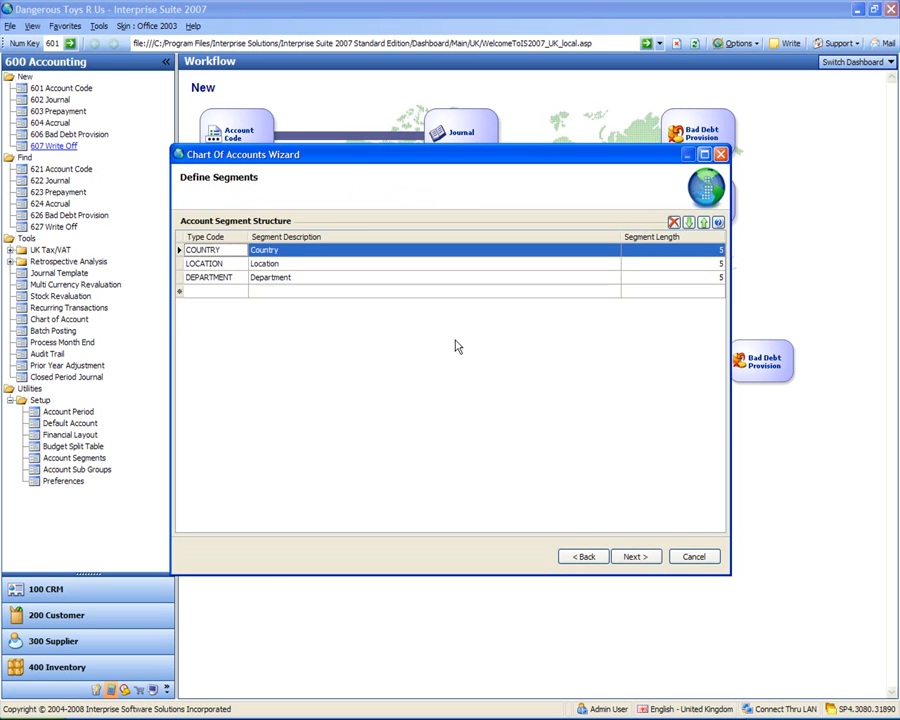 Dangerous Toys R Us - Interprise Suite 2007
File View Favorites Tools Skin : Office 2003 Help
Num Key 601 file:///C:/Program Files/Interprise Solutions/Interprise Suite 2007 Standard Edition/Dashboard/Main/UK/WelcomeToIS2007_UK_local.asp Options Write Support Mail
600 Accounting «
Workflow
Switch Dashboard
New
601 Account Code
602 Journal
603 Prepayment
604 Accrual
606 Bad Debt Provision
607 Write Off
Find
621 Account Code
622 Journal
623 Prepayment
624 Accrual
626 Bad Debt Provision
627 Write Off
Tools
UK Tax/VAT
Retrospective Analysis
Journal Template
Multi Currency Revaluation
Stock Revaluation
Recurring Transactions
Chart of Account
Batch Posting
Process Month End
Audit Trail
Prior Year Adjustment
Closed Period Journal
Utilities
Setup
Account Period
Default Account
Financial Layout
Budget Split Table
Account Segments
Account Sub Groups
Preferences
100 CRM
200 Customer
300 Supplier
400 Inventory
New
Account
Code
Journal
Bad Debt
Provision
Chart Of Accounts Wizard
Define Segments
Account Segment Structure
Type Code Segment Description Segment Length
COUNTRY Country 5
LOCATION Location 5
DEPARTMENT Department 5
< Back Next > Cancel
Bad Debt
Provision
Copyright © 2004-2008 Interprise Software Solutions International Admin User English - United Kingdom Connect Thru LAN SP4.3080.31890